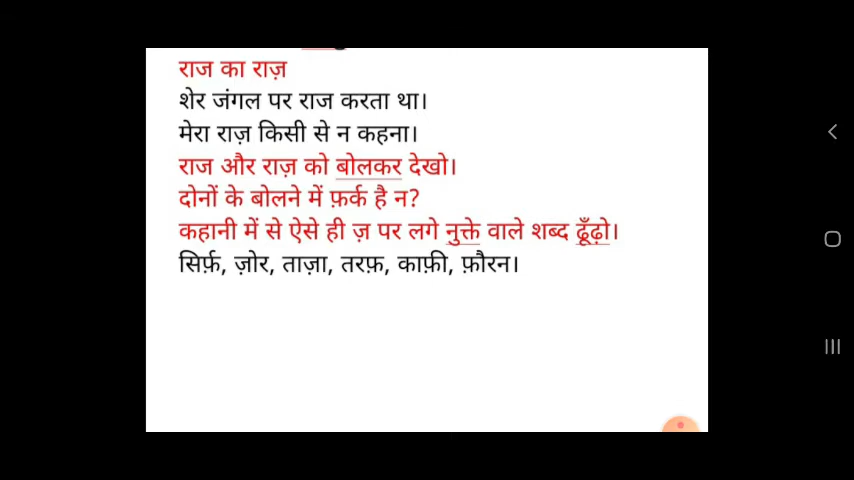 राज का राज़
शेर जंगल पर राज करता था।
मेरा राज़ किसी से न कहना।
राज और राज़ को बोलकर देखो।
दोनों के बोलने में फ़र्क है न?
कहानी में से ऐसे ही ज़ पर लगे नुक्ते वाले शब्द ढूँढ़ो।
सिर्फ़, ज़ोर, ताज़ा, तरफ़, काफ़ी, फ़ौरन।